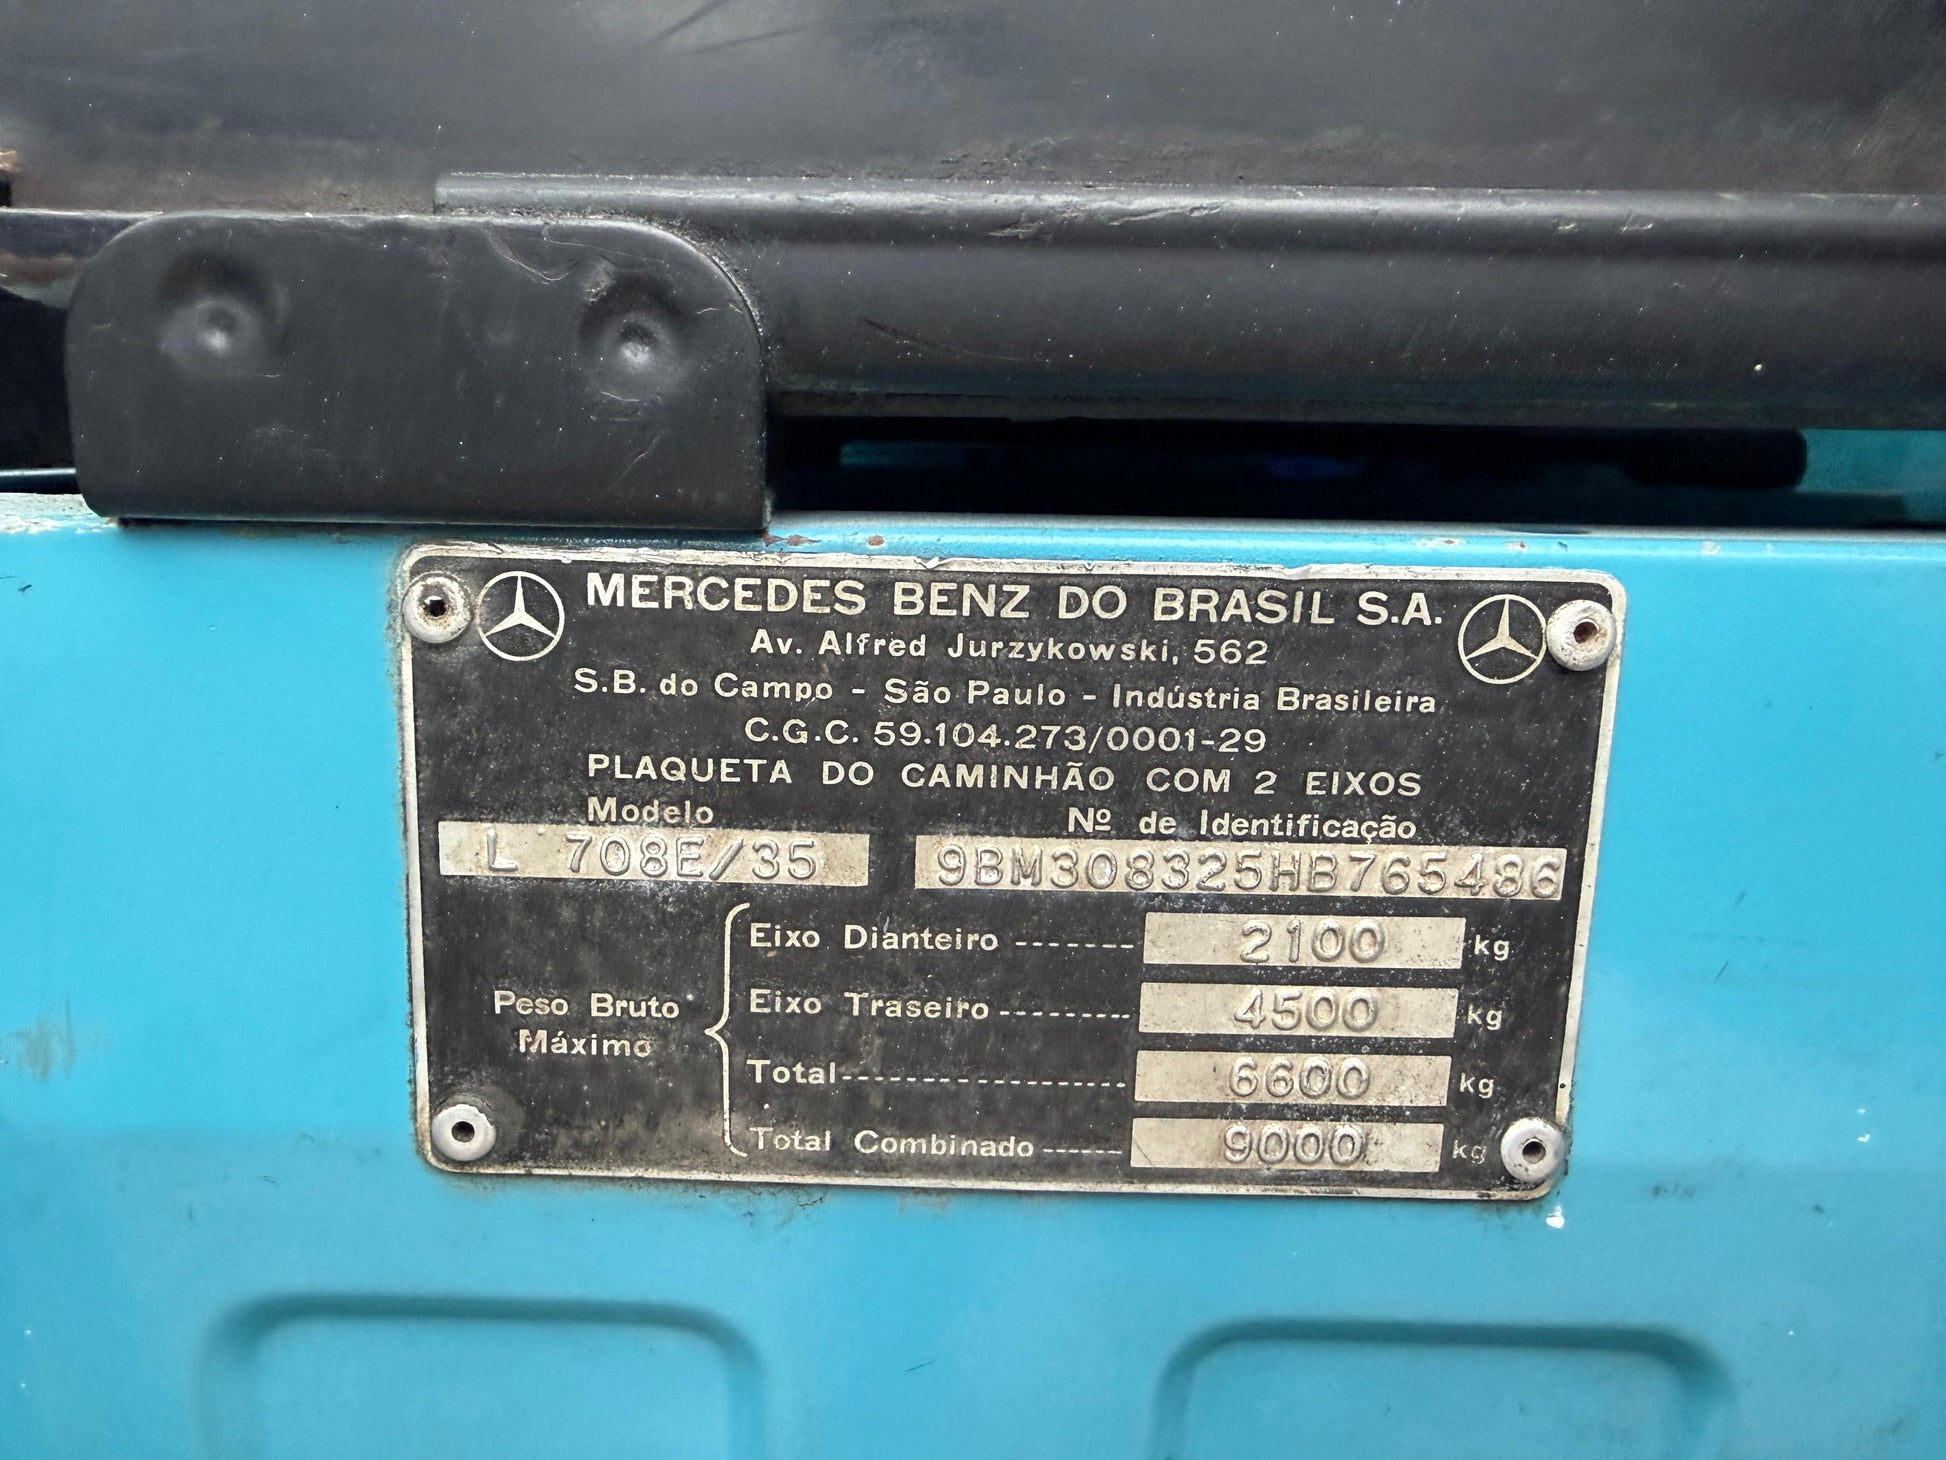 MERCEDES BENZ DO BRASIL S.A.
Av. Alfred Jurzykowski, 562
S.B. do Campo - São Paulo - Indústria Brasileira
C.G.C. 59.104.273/0001-29
PLAQUETA DO CAMINHÃO COM 2 EIXOS
Modelo Nº de Identificação
L 708E/35 9BM308325HB765486
Peso Bruto Máximo
Eixo Dianteiro ------- 2100 kg
Eixo Traseiro --------- 4500 kg
Total ------------------ 6600 kg
Total Combinado ------ 9000 kg